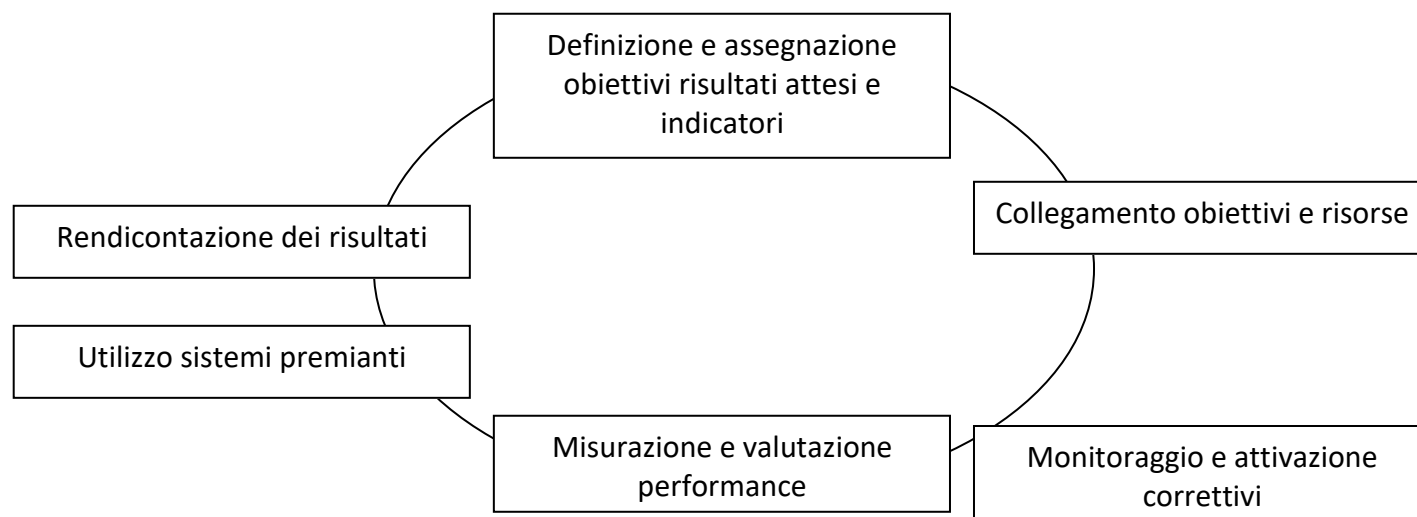 Definizione e assegnazione
obiettivi risultati attesi e
indicatori
Collegamento obiettivi e risorse
Rendicontazione dei risultati
Utilizzo sistemi premianti
Misurazione e valutazione
performance
Monitoraggio e attivazione
correttivi